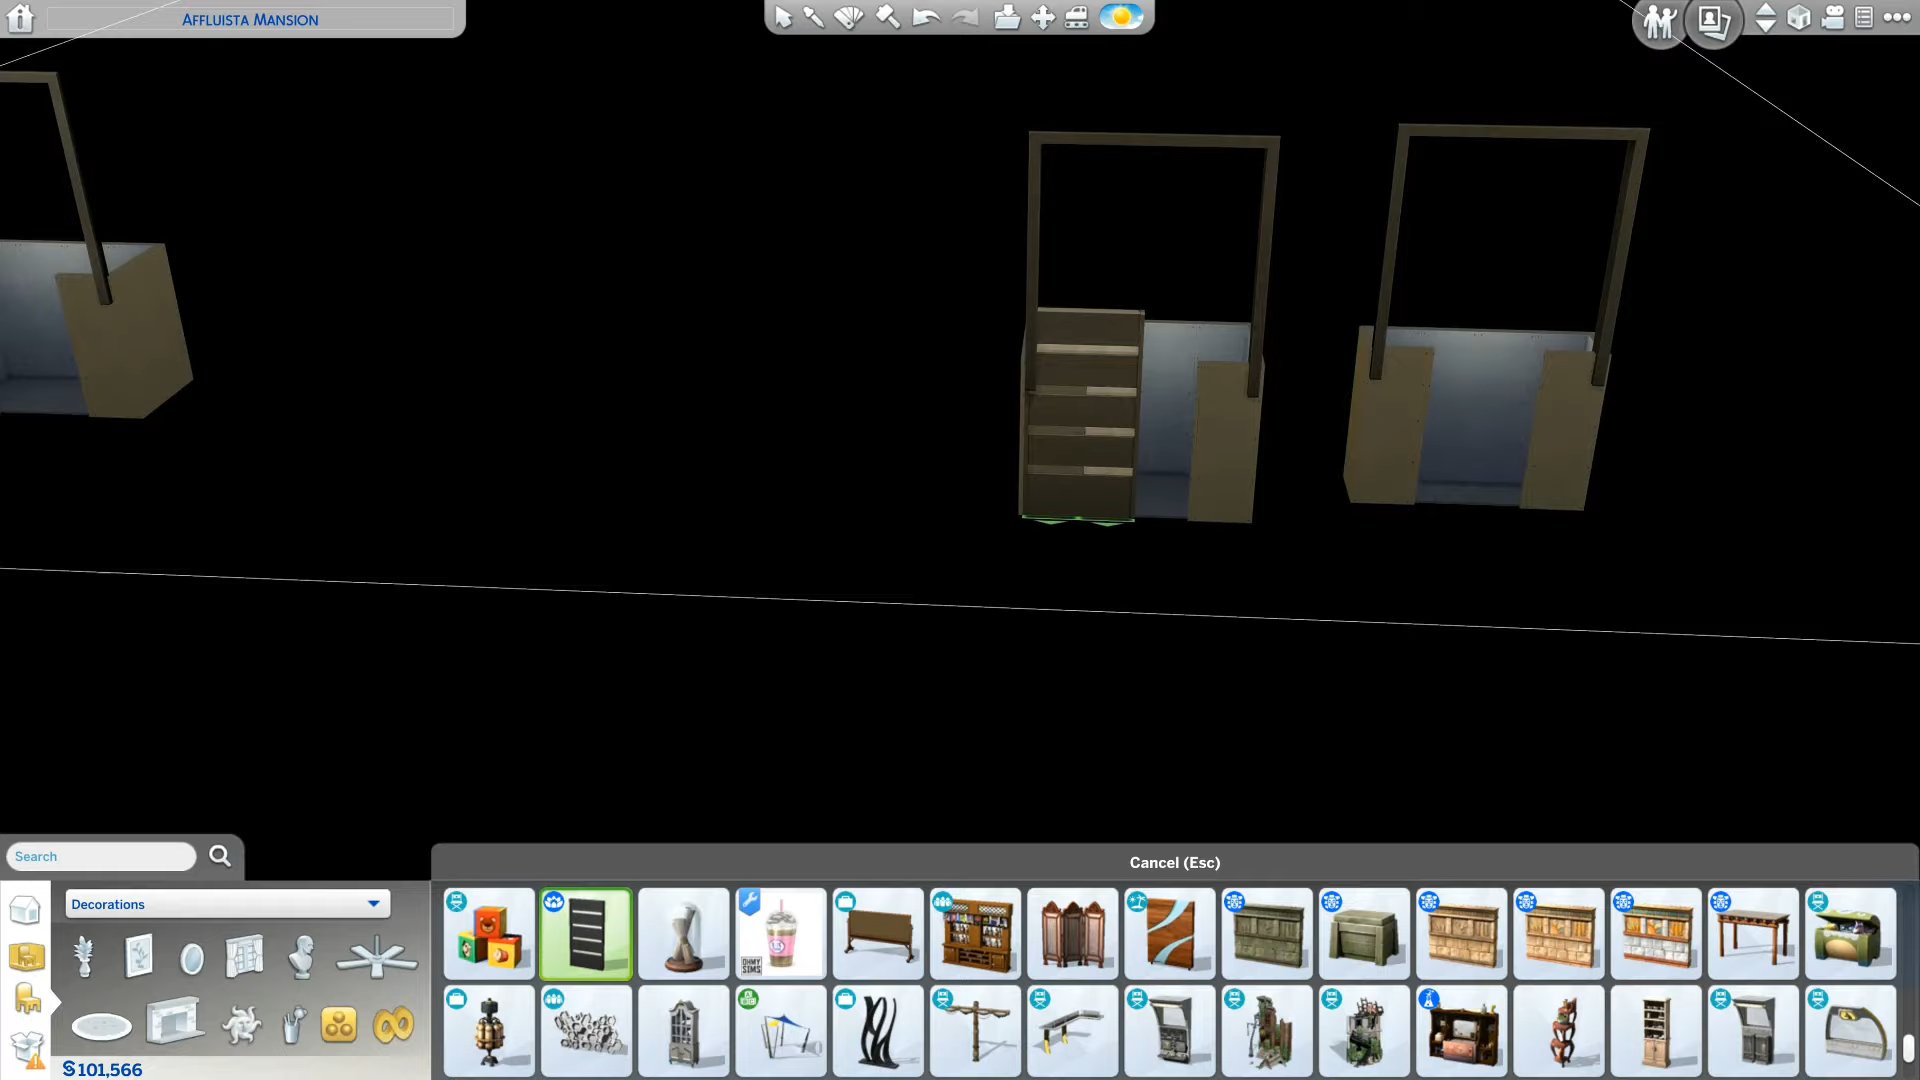 AFFLUISTA MANSION
Cancel (Esc)
Search
Decorations
OHMY
SIMS
§101,566